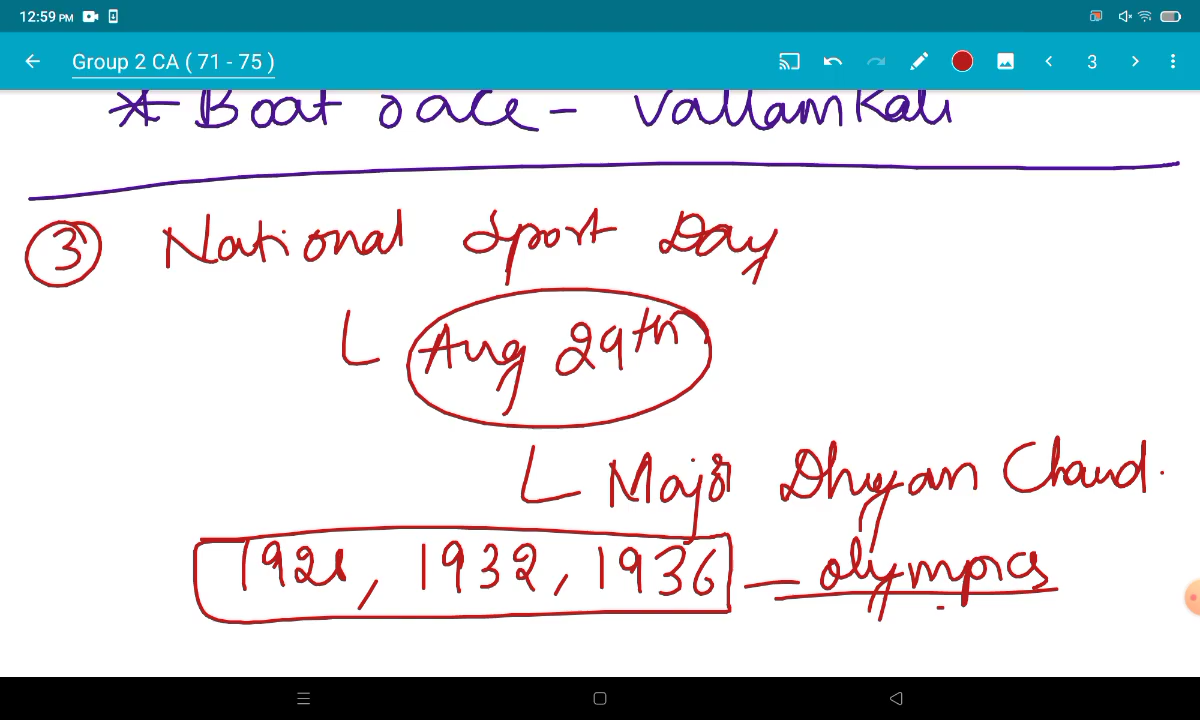 12:59 PM
Group 2 CA ( 71 - 75 )
3
* Boat race - Vallamkali
3 National Sport Day
Aug 29th
Major Dhyan Chand.
1928, 1932, 1936 - olympics